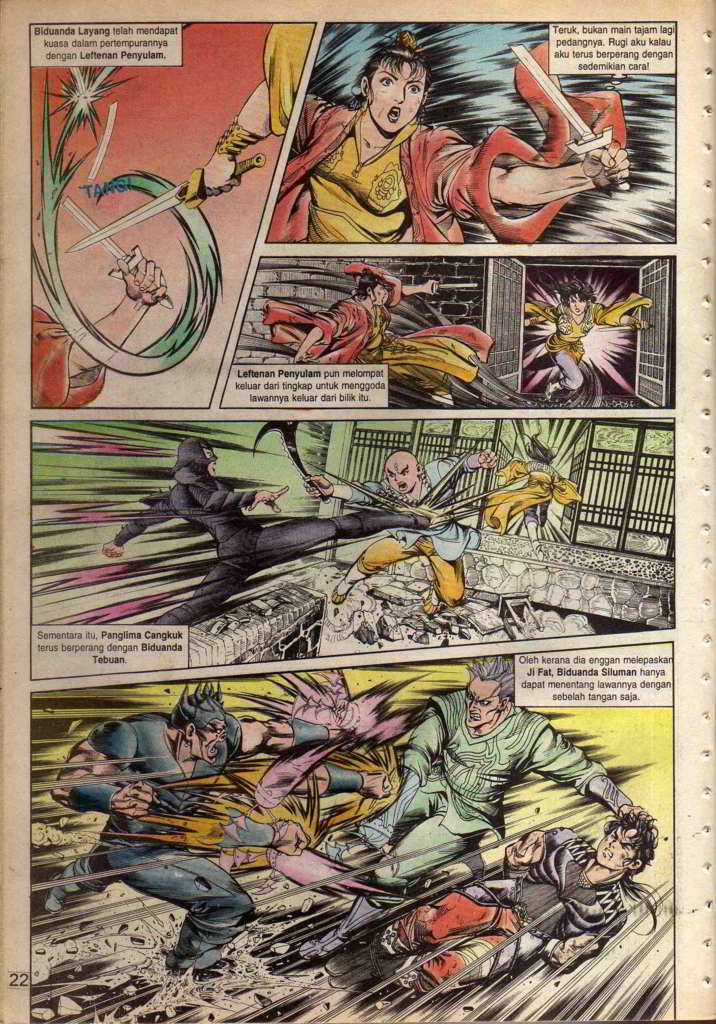 Biduanda Layang telah mendapat
kuasa dalam pertempurannya
dengan Leftenan Penyulam.
Teruk, bukan main tajam lagi
pedangnya. Rugi aku kalau
aku terus berperang dengan
sedemikian cara!
TANG!
Leftenan Penyulam pun melompat
keluar dari tingkap untuk menggoda
lawannya keluar dari bilik itu.
Sementara itu, Panglima Cangkuk
terus berperang dengan Biduanda
Tebuan.
Oleh kerana dia enggan melepaskan
Ji Fat, Biduanda Siluman hanya
dapat menentang lawannya dengan
sebelah tangan saja.
22